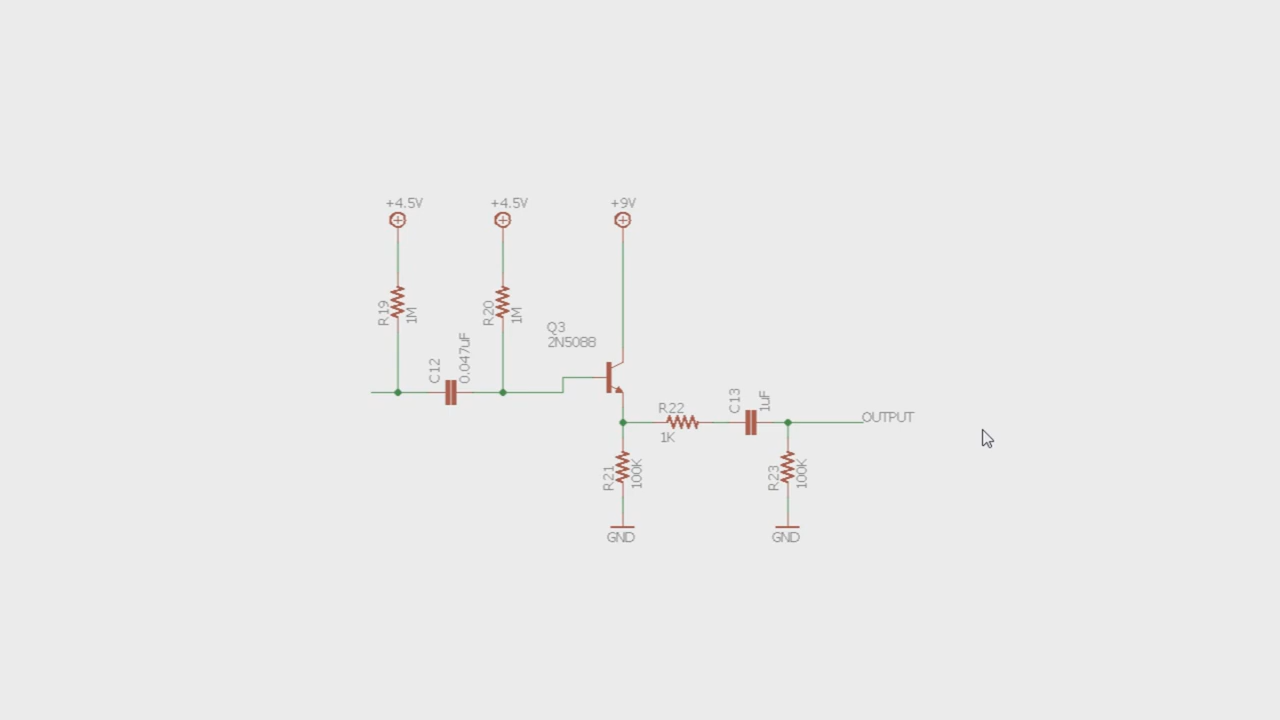 +4.5V
+4.5V
+9V
R19
1M
R20
1M
Q3
2N5088
C12
0.047uF
R22
1K
C13
1uF
OUTPUT
R21
100K
R23
100K
GND
GND